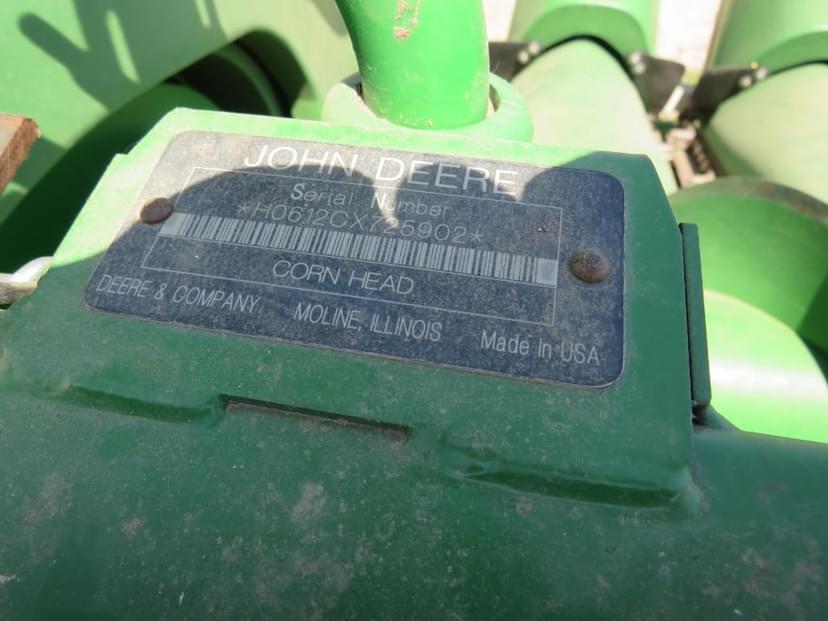 JOHN DEERE
Serial Number
*H0612CX725902*
CORN HEAD
DEERE & COMPANY MOLINE, ILLINOIS Made In USA